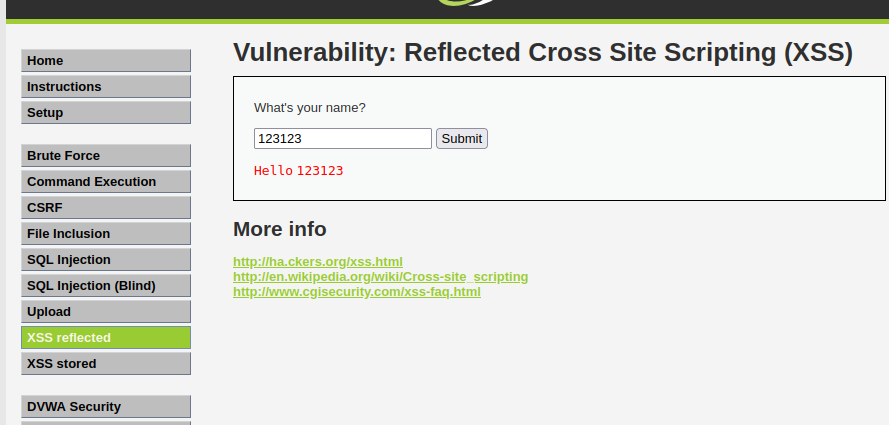 Home
Instructions
Setup
Brute Force
Command Execution
CSRF
File Inclusion
SQL Injection
SQL Injection (Blind)
Upload
XSS reflected
XSS stored
DVWA Security
Vulnerability: Reflected Cross Site Scripting (XSS)
What's your name?
123123 Submit
Hello 123123
More info
http://ha.ckers.org/xss.html
http://en.wikipedia.org/wiki/Cross-site_scripting
http://www.cgisecurity.com/xss-faq.html